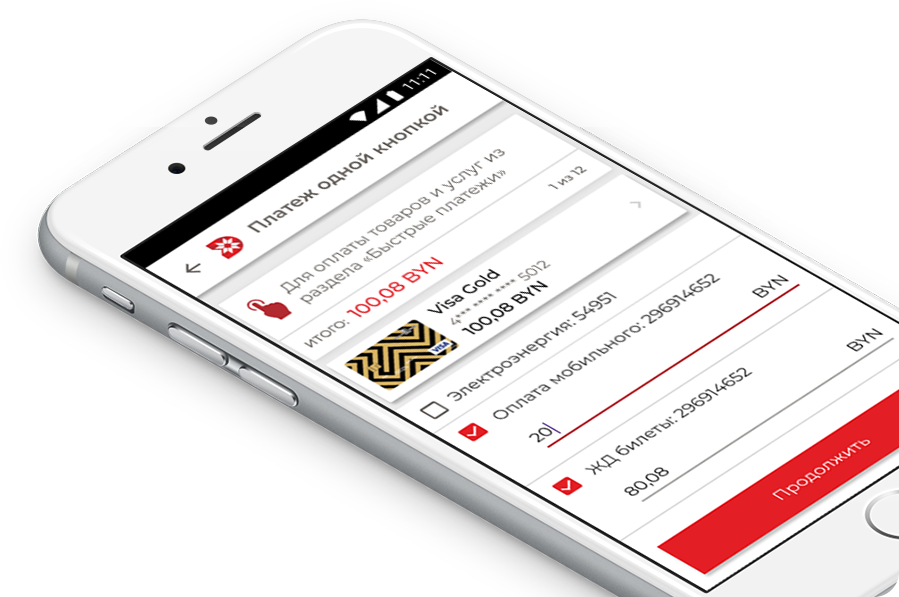 11:11
Платеж одной кнопкой
Для оплаты товаров и услуг из
раздела «Быстрые платежи»
1 из 12
итого: 100,08 BYN
Visa Gold
4*** **** **** 5012
100,08 BYN
VISA
Электроэнергия: 54951
Оплата мобильного: 296914652
20 BYN
ЖД билеты: 296914652
80,08 BYN
Продолжить